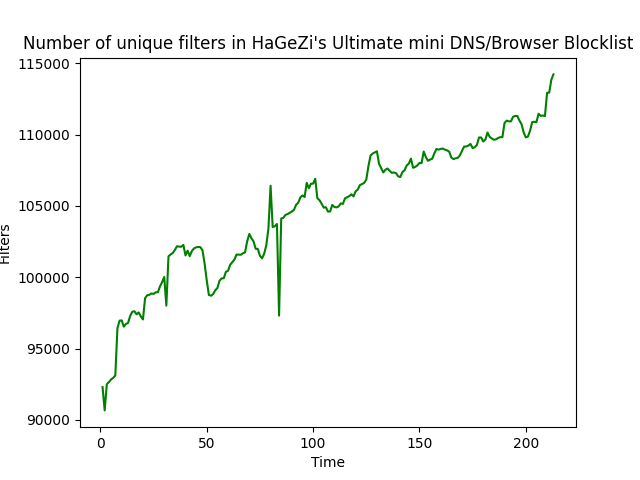 Number of unique filters in HaGeZi's Ultimate mini DNS/Browser Blocklist
115000
110000
105000
100000
95000
90000
Filters
0 50 100 150 200
Time